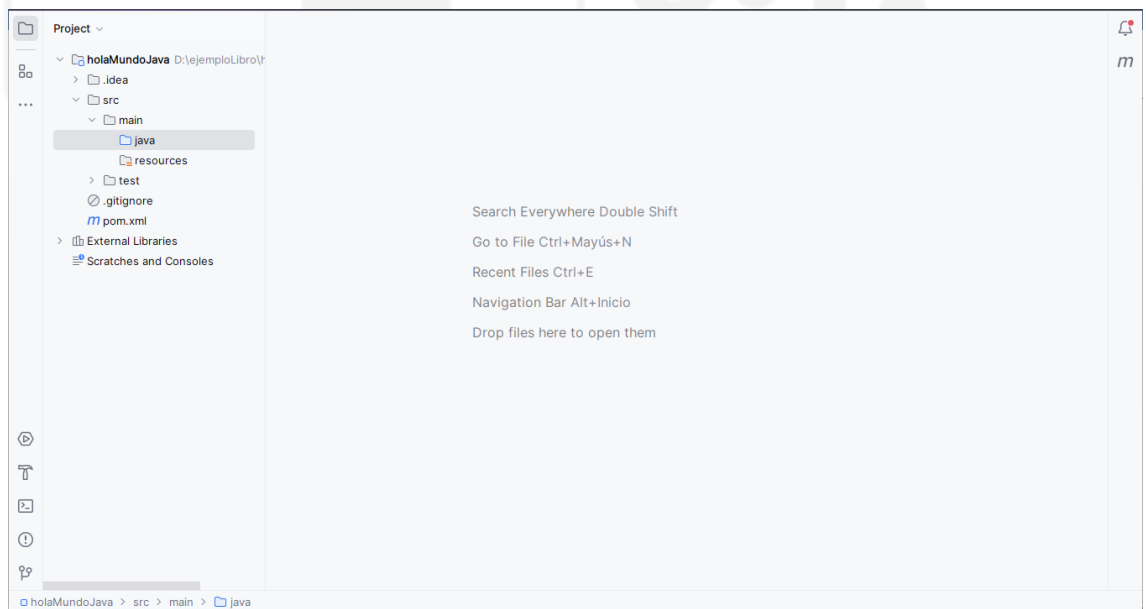 Project
holaMundoJava D:\ejemploLibro\h
.idea
src
main
java
resources
test
.gitignore
m pom.xml
External Libraries
Scratches and Consoles
Search Everywhere Double Shift
Go to File Ctrl+Mayús+N
Recent Files Ctrl+E
Navigation Bar Alt+Inicio
Drop files here to open them
m
holaMundoJava > src > main > java